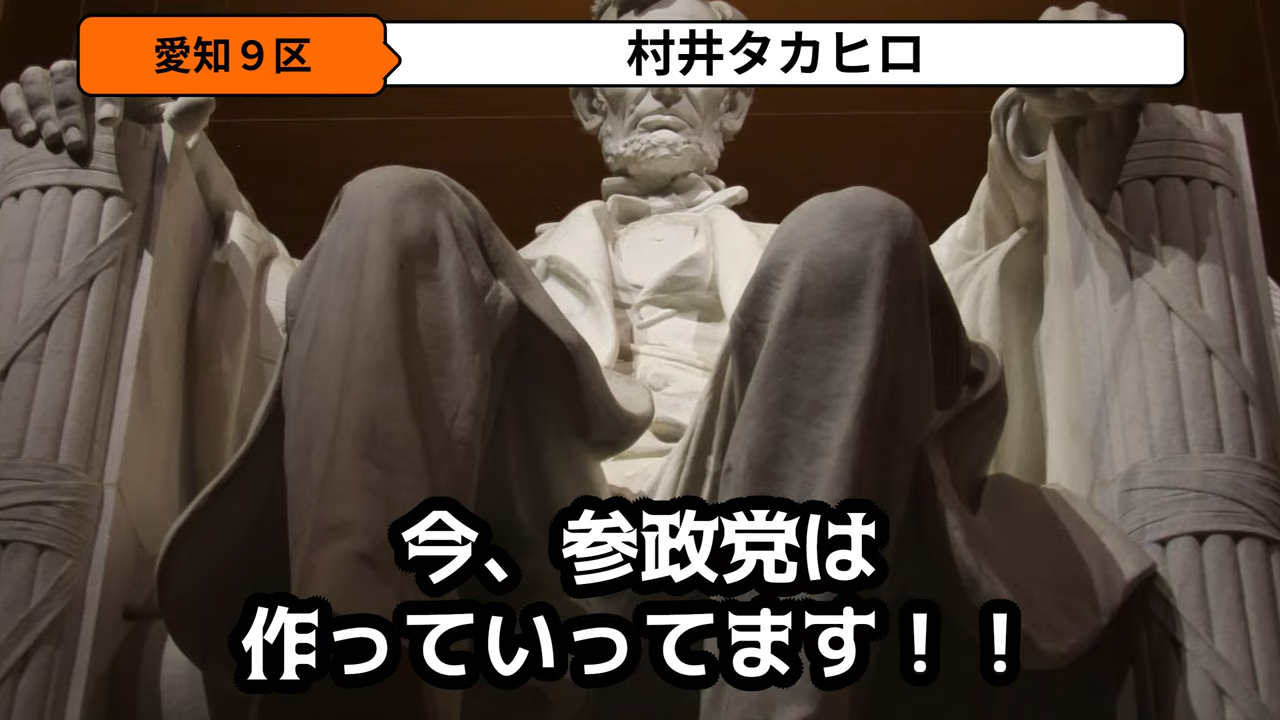 愛知９区
村井タカヒロ
今、参政党は
作っていってます！！